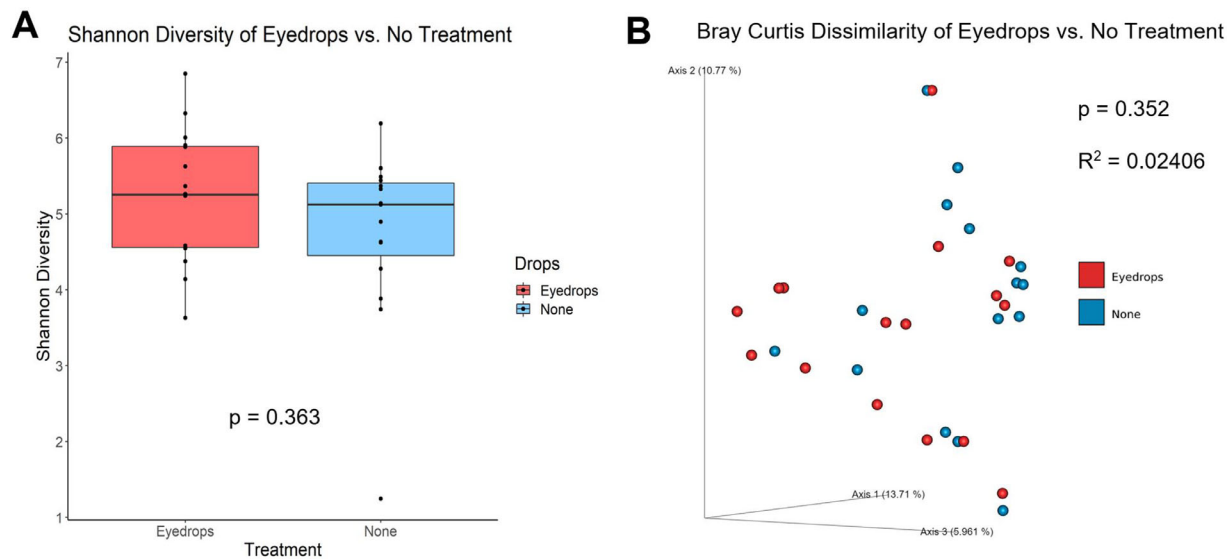 A
Shannon Diversity of Eyedrops vs. No Treatment
7
6
5
4
3
2
1
Shannon Diversity
p = 0.363
Eyedrops
None
Treatment
Drops
Eyedrops
None
B
Bray Curtis Dissimilarity of Eyedrops vs. No Treatment
Axis 2 (10.77 %)
p = 0.352
R² = 0.02406
Eyedrops
None
Axis 1 (13.71 %)
Axis 3 (5.961 %)